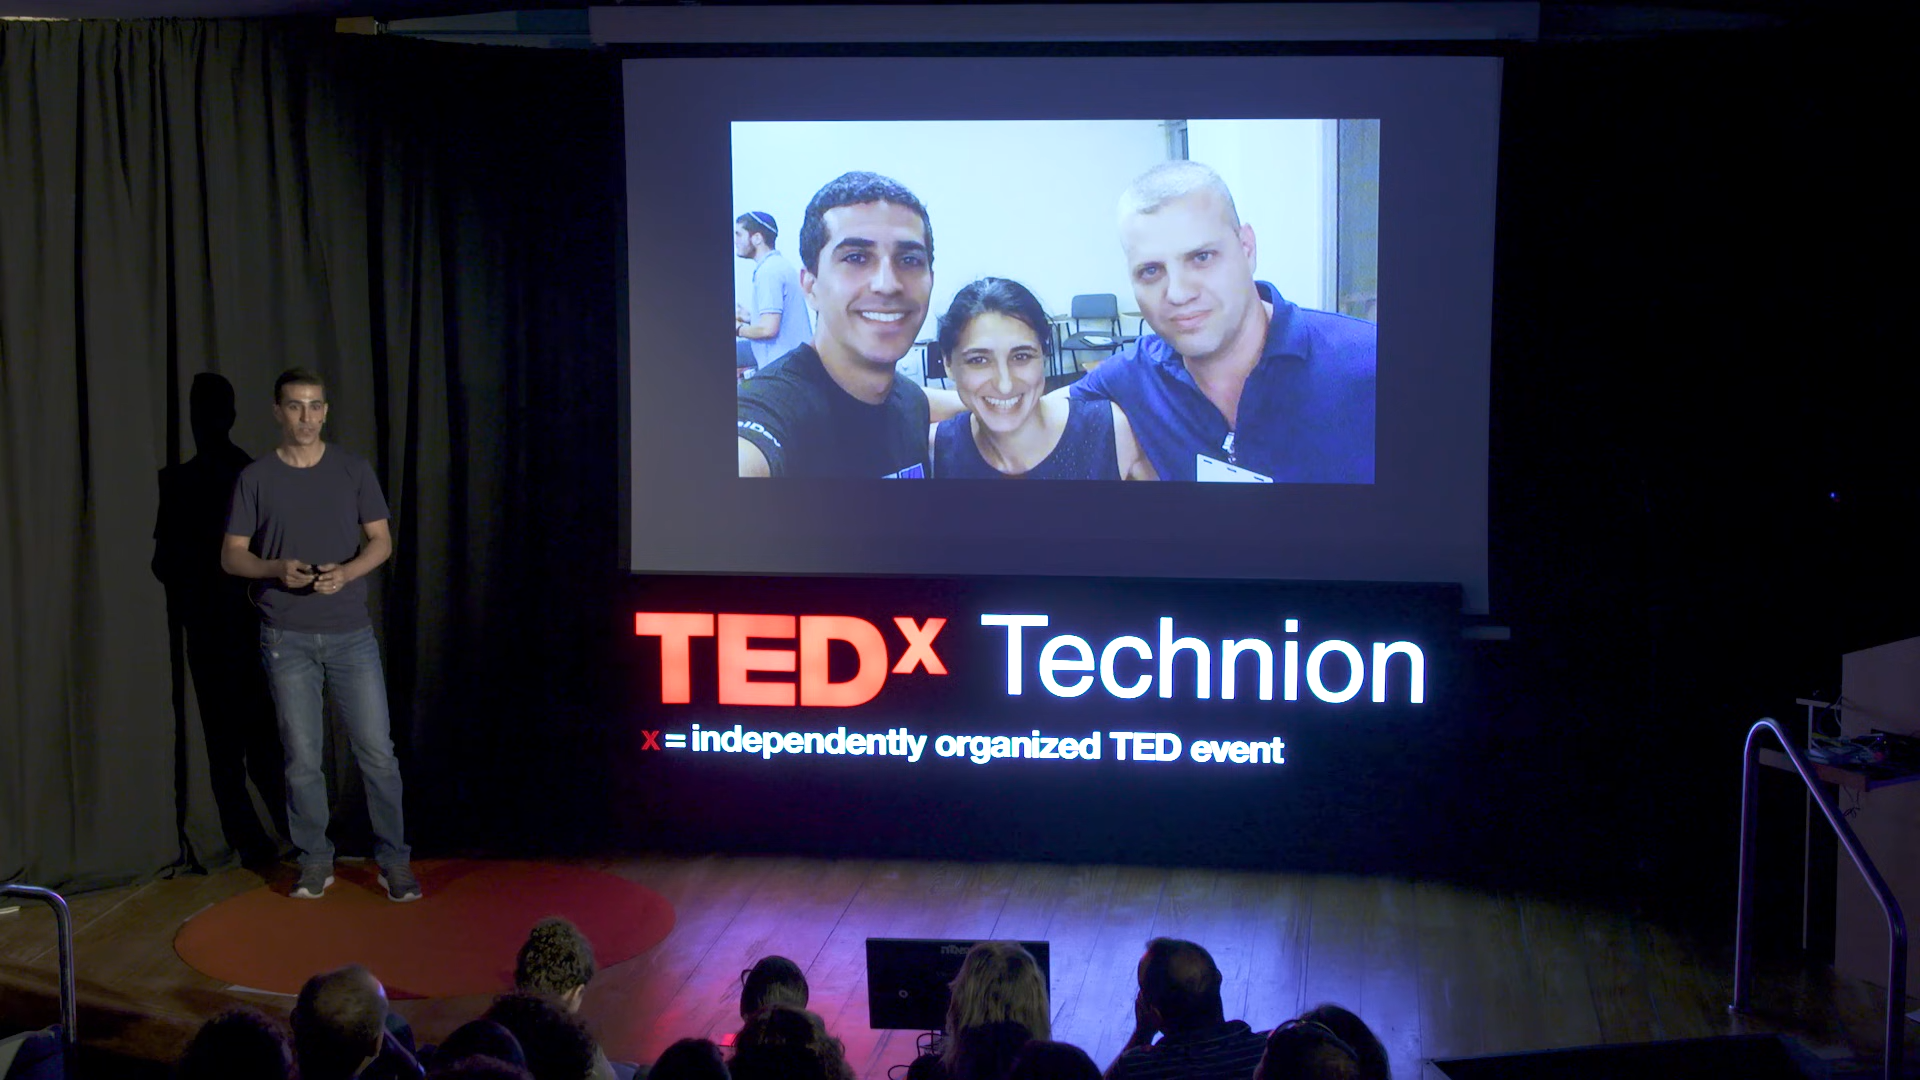 TEDx Technion
x = independently organized TED event